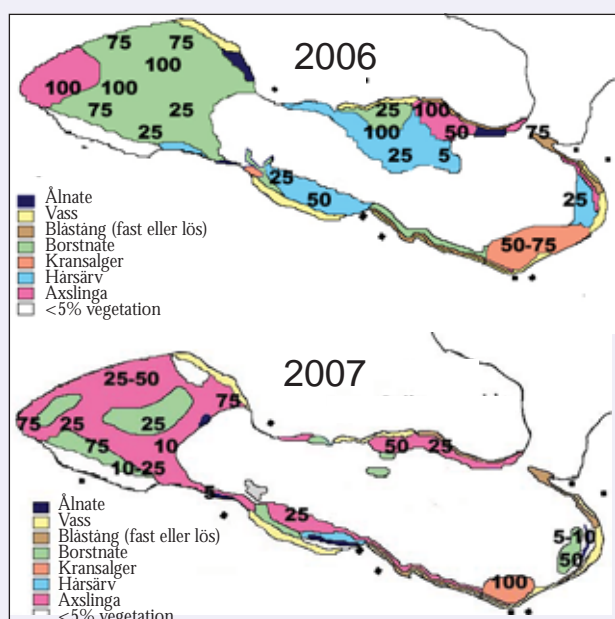 2006
75 75
100
100 100
75 25
25
25 100
100 50 75
25 5
25
50
25
50-75
Ålnate
Vass
Blåstång (fast eller lös)
Borstnate
Kransalger
Hårsärv
Axslinga
<5% vegetation
2007
25-50
75
75 25 25
75 10
10-25
50 25
5
25
5-10
50
100
Ålnate
Vass
Blåstång (fast eller lös)
Borstnate
Kransalger
Hårsärv
Axslinga
<5% vegetation